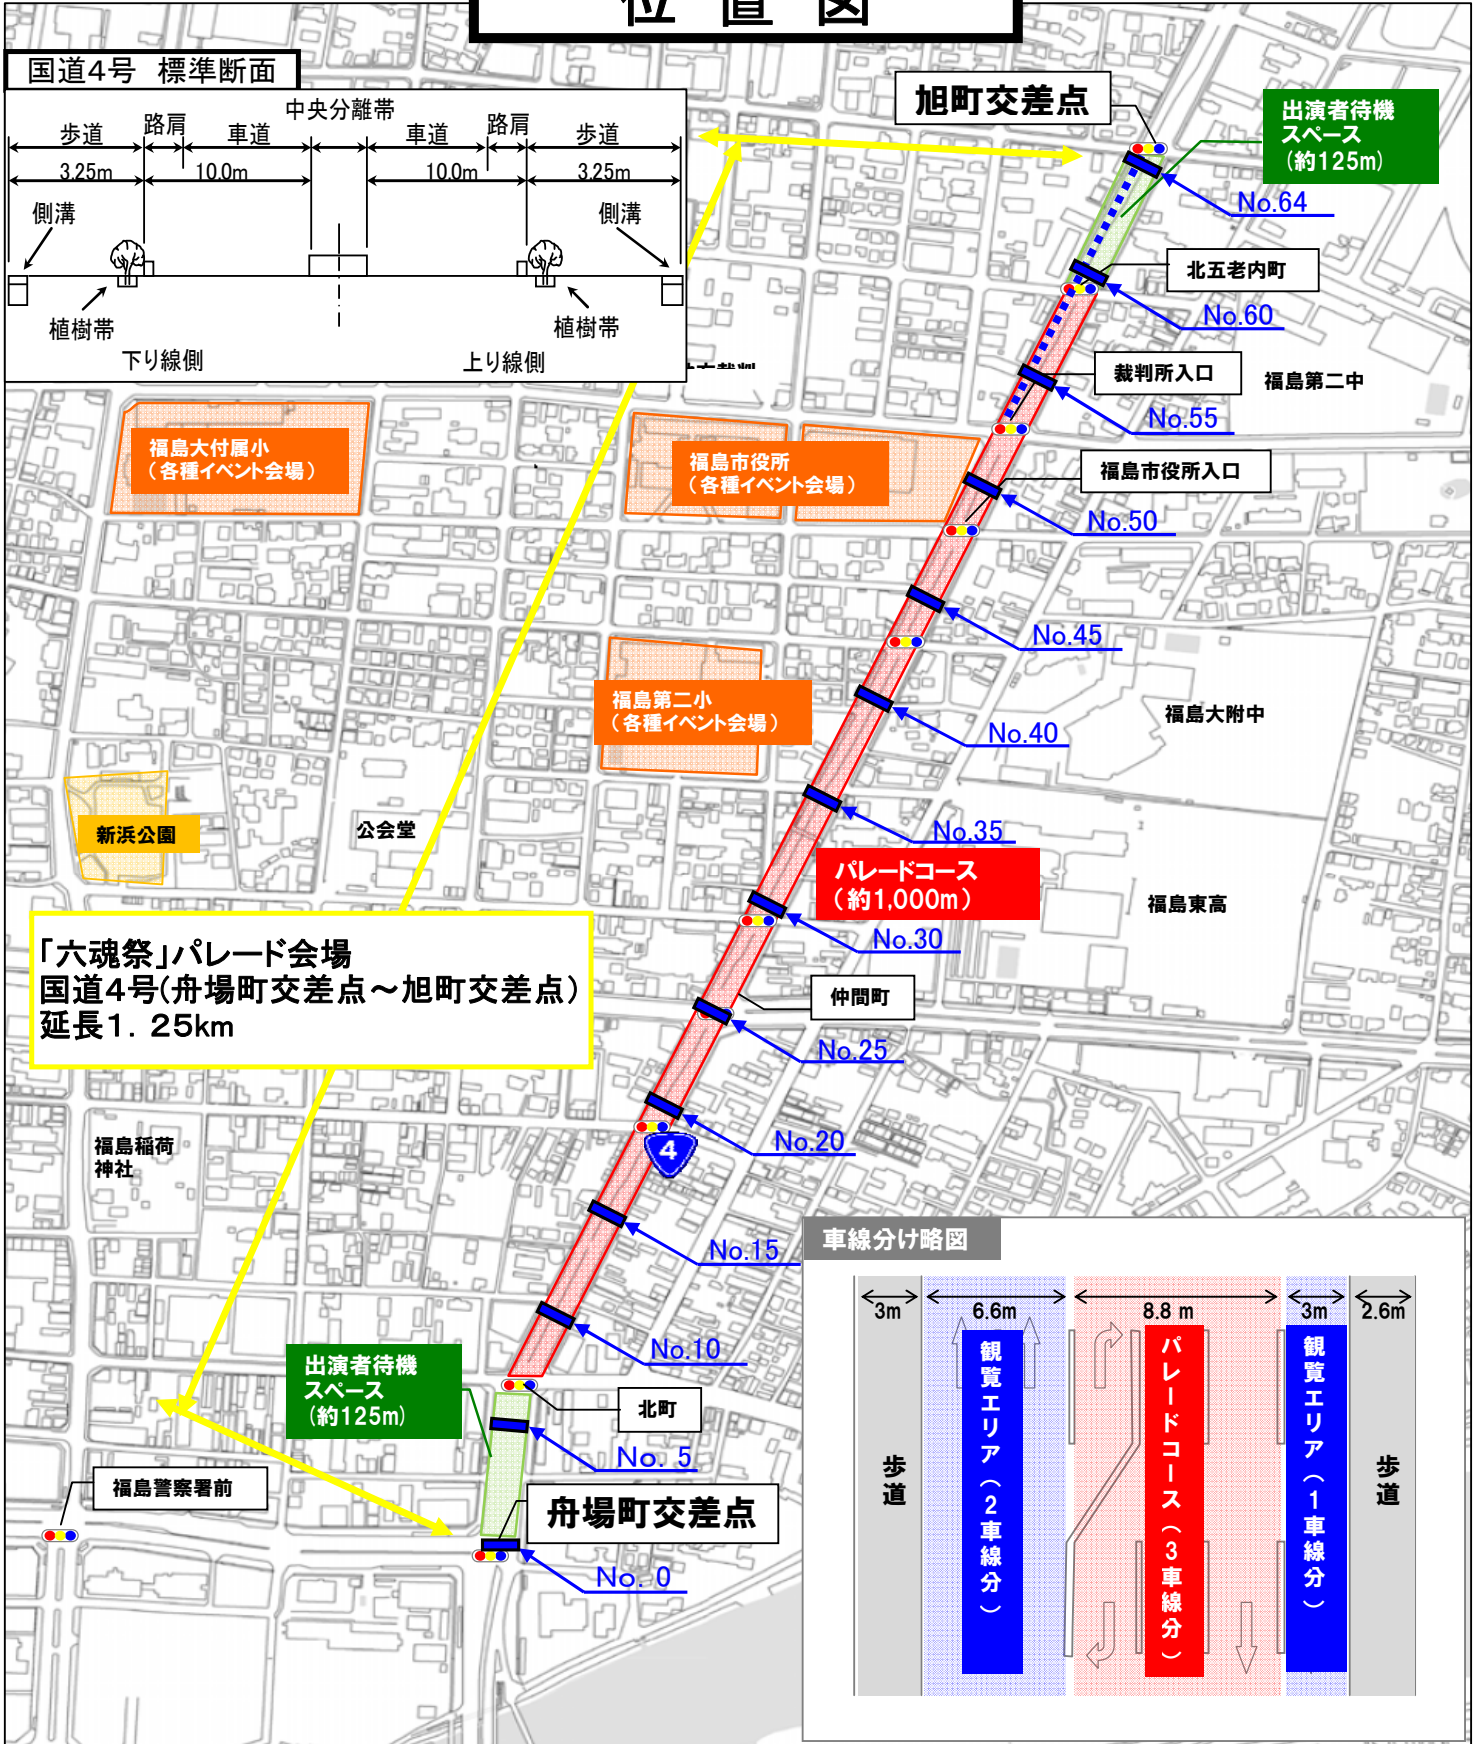 位置図
国道4号 標準断面
中央分離帯
歩道 路肩 車道 車道 路肩 歩道
3.25m 10.0m 10.0m 3.25m
側溝 側溝
植樹帯 植樹帯
下り線側 上り線側
旭町交差点
出演者待機
スペース
(約125m)
No.64
北五老内町
No.60
裁判所入口
福島第二中
No.55
福島大付属小
(各種イベント会場)
福島市役所
(各種イベント会場)
福島市役所入口
No.50
No.45
福島第二小
(各種イベント会場)
福島大附中
No.40
新浜公園
公会堂
No.35
パレードコース
(約1,000m)
福島東高
No.30
「六魂祭」パレード会場
国道4号(舟場町交差点～旭町交差点)
延長1．25km
仲間町
No.25
No.20
4
福島稲荷
神社
No.15
No.10
出演者待機
スペース
(約125m)
北町
No. 5
福島警察署前
舟場町交差点
No. 0
車線分け略図
3m 6.6m 8.8 m 3m 2.6m
歩道
観覧エリア(2車線分)
パレードコース(3車線分)
観覧エリア(1車線分)
歩道